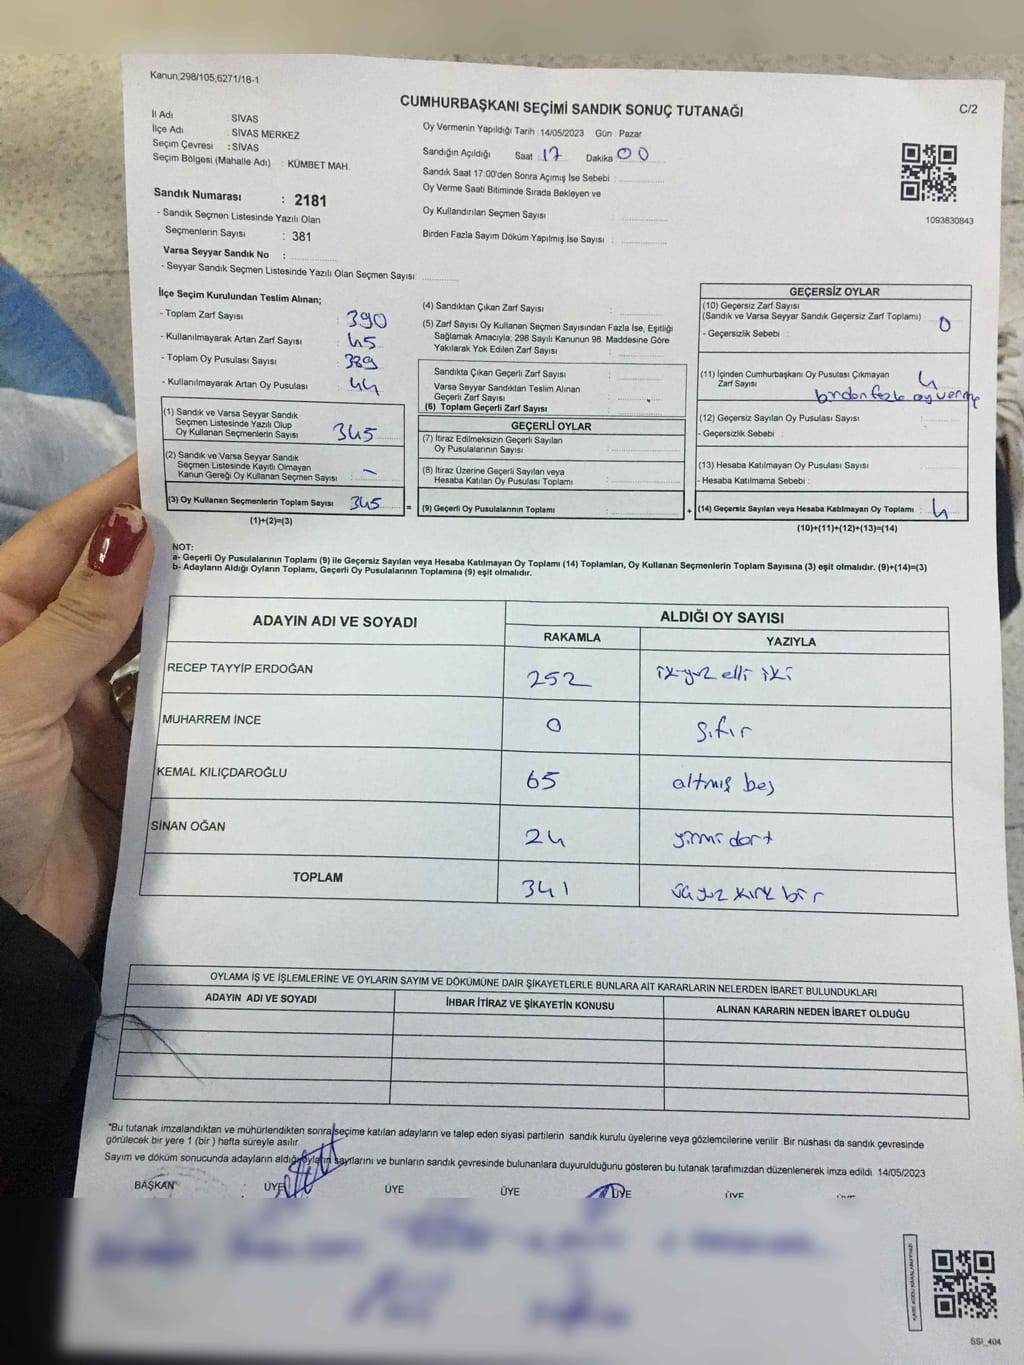 Kanun;298/105;6271/18-1
CUMHURBAŞKANI SEÇİMİ SANDIK SONUÇ TUTANAĞI
C/2
İl Adı : SİVAS
İlçe Adı : SİVAS MERKEZ
Seçim Çevresi : SİVAS
Seçim Bölgesi (Mahalle Adı) : KÜMBET MAH.
Sandık Numarası : 2181
- Sandık Seçmen Listesinde Yazılı Olan
Seçmenlerin Sayısı : 381
Varsa Seyyar Sandık No :
- Seyyar Sandık Seçmen Listesinde Yazılı Olan Seçmen Sayısı:
Oy Vermenin Yapıldığı Tarih :14/05/2023 Gün : Pazar
Sandığın Açıldığı Saat 17 Dakika 00
Sandık Saat 17:00'den Sonra Açımış İse Sebebi :
Oy Verme Saati Bitiminde Sırada Bekleyen ve
Oy Kullandırılan Seçmen Sayısı :
Birden Fazla Sayım Döküm Yapılmış İse Sayısı :
1093830843
İlçe Seçim Kurulundan Teslim Alınan;
- Toplam Zarf Sayısı : 390
- Kullanılmayarak Artan Zarf Sayısı : 45
- Toplam Oy Pusulası Sayısı : 389
- Kullanılmayarak Artan Oy Pusulası : 44
(1) Sandık ve Varsa Seyyar Sandık
Seçmen Listesinde Yazılı Olup
Oy Kullanan Seçmenlerin Sayısı : 345
(2) Sandık ve Varsa Seyyar Sandık
Seçmen Listesinde Kayıtlı Olmayan
Kanun Gereği Oy Kullanan Seçmen Sayısı : -
(3) Oy Kullanan Seçmenlerin Toplam Sayısı : 345 =
(1)+(2)=(3)
(4) Sandıktan Çıkan Zarf Sayısı :
(5) Zarf Sayısı Oy Kullanan Seçmen Sayısından Fazla İse, Eşitliği
Sağlamak Amacıyla; 298 Sayılı Kanunun 98. Maddesine Göre
Yakılarak Yok Edilen Zarf Sayısı :
Sandıkta Çıkan Geçerli Zarf Sayısı :
Varsa Seyyar Sandıktan Teslim Alınan
Geçerli Zarf Sayısı :
(6) Toplam Geçerli Zarf Sayısı :
GEÇERLİ OYLAR
(7) İtiraz Edilmeksizin Geçerli Sayılan
Oy Pusulalarının Sayısı :
(8) İtiraz Üzerine Geçerli Sayılan veya
Hesaba Katılan Oy Pusulası Toplamı :
(9) Geçerli Oy Pusulalarının Toplamı : +
GEÇERSİZ OYLAR
(10) Geçersiz Zarf Sayısı
(Sandık ve Varsa Seyyar Sandık Geçersiz Zarf Toplamı) : 0
- Geçersizlik Sebebi :
(11) İçinden Cumhurbaşkanı Oy Pusulası Çıkmayan
Zarf Sayısı : 4
birden fazla oy verme
(12) Geçersiz Sayılan Oy Pusulası Sayısı :
- Geçersizlik Sebebi :
(13) Hesaba Katılmayan Oy Pusulası Sayısı :
- Hesaba Katılmama Sebebi :
(14) Geçersiz Sayılan veya Hesaba Katılmayan Oy Toplamı : 4
(10)+(11)+(12)+(13)=(14)
NOT:
a- Geçerli Oy Pusulalarının Toplamı (9) ile Geçersiz Sayılan veya Hesaba Katılmayan Oy Toplamı (14) Toplamları, Oy Kullanan Seçmenlerin Toplam Sayısına (3) eşit olmalıdır. (9)+(14)=(3)
b- Adayların Aldığı Oyların Toplamı, Geçerli Oy Pusulalarının Toplamına (9) eşit olmalıdır.
ADAYIN ADI VE SOYADI
ALDIĞI OY SAYISI
RAKAMLA YAZIYLA
RECEP TAYYİP ERDOĞAN 252 ikiyüz elli iki
MUHARREM İNCE 0 sıfır
KEMAL KILIÇDAROĞLU 65 altmış beş
SİNAN OĞAN 24 yirmi dört
TOPLAM 341 üçyüz kırk bir
OYLAMA İŞ VE İŞLEMLERİNE VE OYLARIN SAYIM VE DÖKÜMÜNE DAİR ŞİKAYETLERLE BUNLARA AİT KARARLARIN NELERDEN İBARET BULUNDUKLARI
ADAYIN ADI VE SOYADI İHBAR İTİRAZ VE ŞİKAYETİN KONUSU ALINAN KARARIN NEDEN İBARET OLDUĞU
"Bu tutanak imzalandıktan ve mühürlendikten sonra seçime katılan adayların ve talep eden siyasi partilerin sandık kurulu üyelerine veya gözlemcilerine verilir. Bir nüshası da sandık çevresinde
görülecek bir yere 1 (bir ) hafta süreyle asılır.
Sayım ve döküm sonucunda adayların aldığı oyların sayılarını ve bunların sandık çevresinde bulunanlara duyurulduğunu gösteren bu tutanak tarafımızdan düzenlenerek imza edildi. 14/05/2023
BAŞKAN ÜYE ÜYE ÜYE ÜYE ÜYE ÜYE
SSI_404